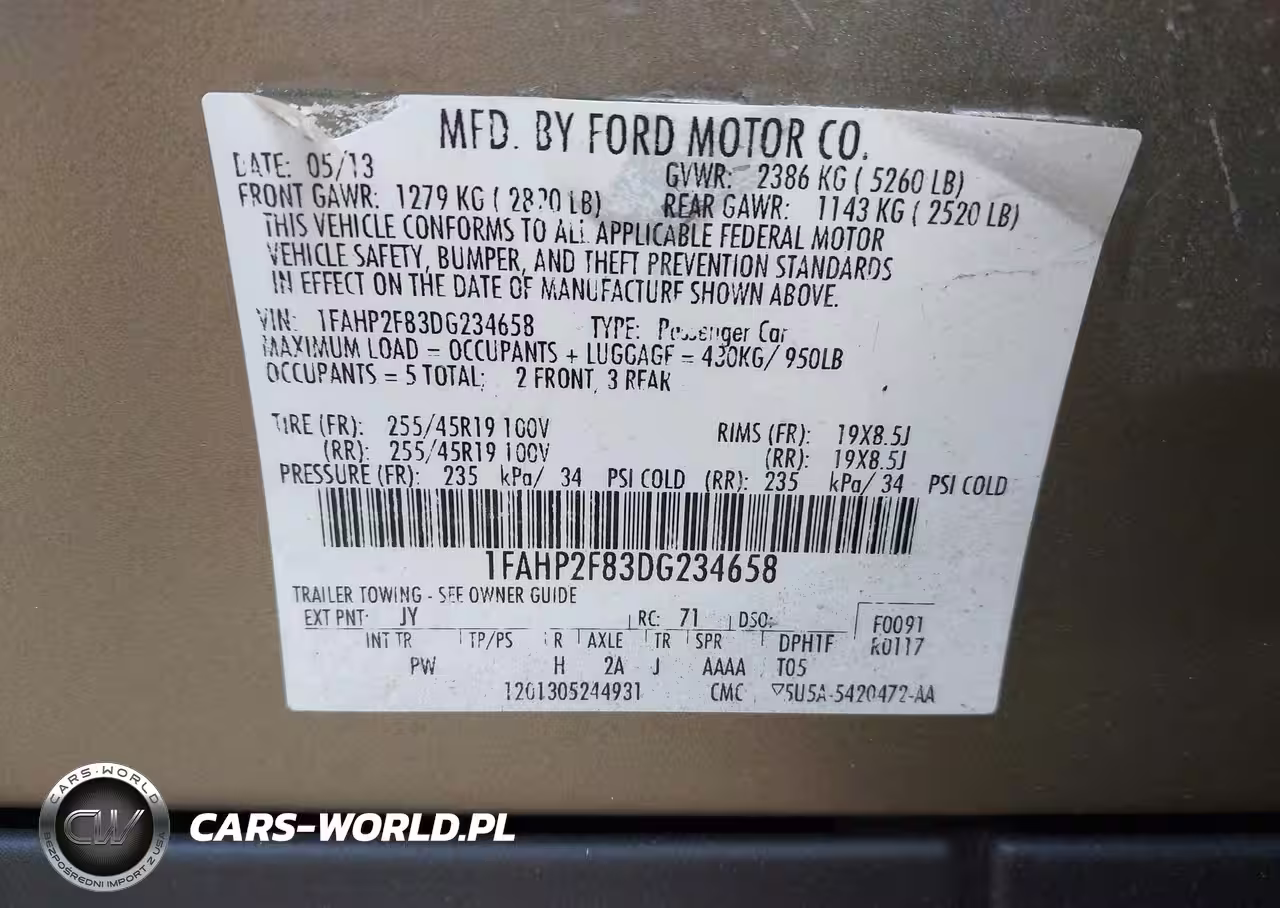 MFD. BY FORD MOTOR CO.
DATE: 05/13 GVWR: 2386 KG ( 5260 LB)
FRONT GAWR: 1279 KG ( 2820 LB) REAR GAWR: 1143 KG ( 2520 LB)
THIS VEHICLE CONFORMS TO ALL APPLICABLE FEDERAL MOTOR
VEHICLE SAFETY, BUMPER, AND THEFT PREVENTION STANDARDS
IN EFFECT ON THE DATE OF MANUFACTURE SHOWN ABOVE.
VIN: 1FAHP2F83DG234658 TYPE: Passenger Car
MAXIMUM LOAD = OCCUPANTS + LUGGAGE = 430KG/ 950LB
OCCUPANTS = 5 TOTAL; 2 FRONT, 3 REAR
TIRE (FR): 255/45R19 100V RIMS (FR): 19X8.5J
(RR): 255/45R19 100V (RR): 19X8.5J
PRESSURE (FR): 235 kPa/ 34 PSI COLD (RR): 235 kPa/ 34 PSI COLD
1FAHP2F83DG234658
TRAILER TOWING - SEE OWNER GUIDE
EXT PNT: JY RC: 71 DSO: F0091
INT TR TP/PS R AXLE TR SPR DPHTF R0117
PW H 2A J AAAA T05
1201305244931 CMC ▽5U5A-5420472-AA
CARS-WORLD
CW
BEZPOŚREDNI IMPORT Z USA
CARS-WORLD.PL